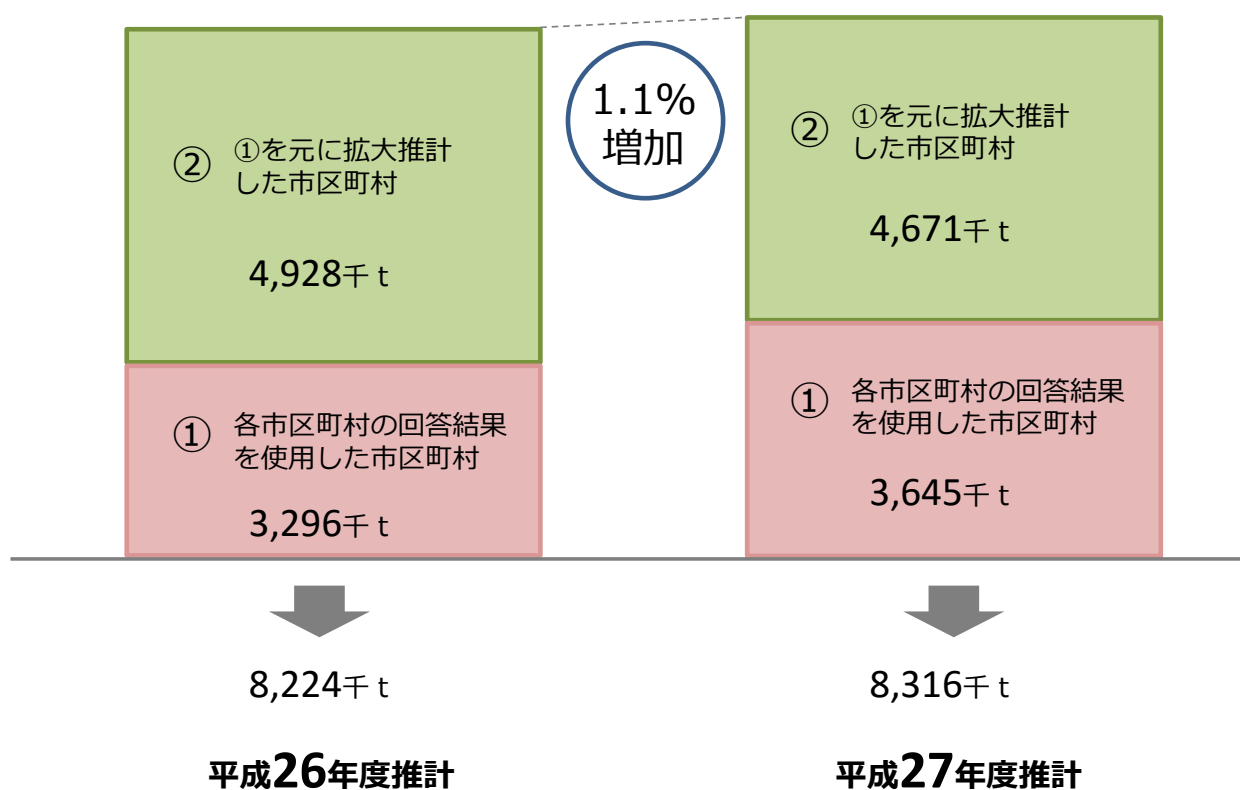 ② ①を元に拡大推計
した市区町村
4,928千 t
① 各市区町村の回答結果
を使用した市区町村
3,296千 t
8,224千 t
平成26年度推計
1.1%
増加
② ①を元に拡大推計
した市区町村
4,671千 t
① 各市区町村の回答結果
を使用した市区町村
3,645千 t
8,316千 t
平成27年度推計